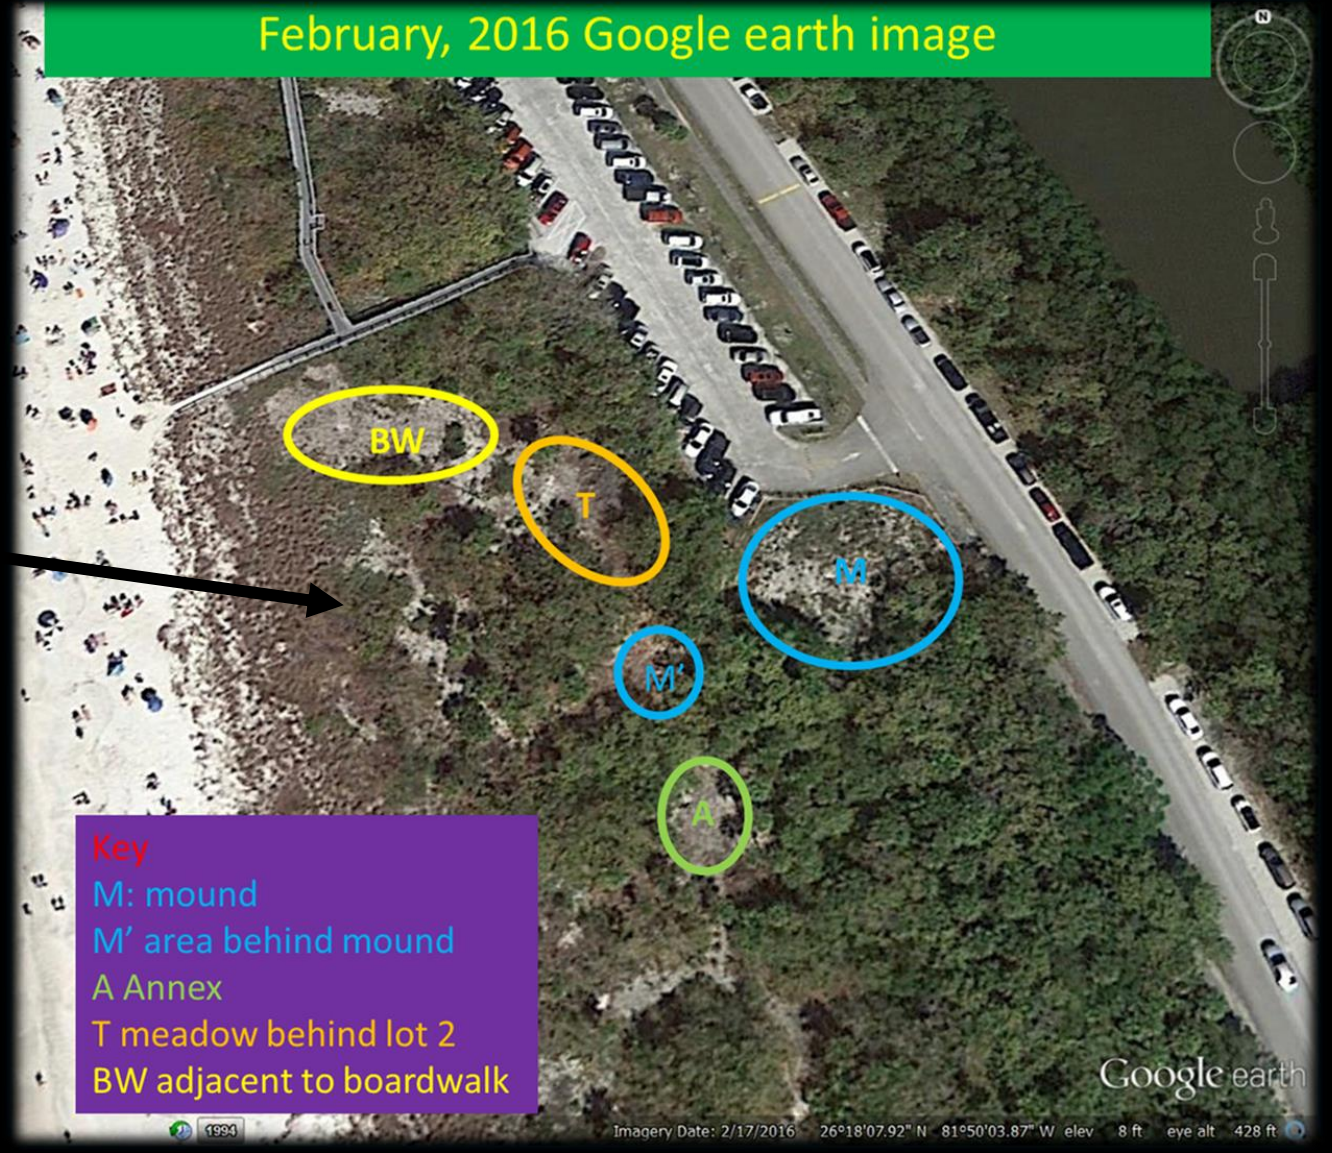 February, 2016 Google earth image
N
BW
T
M
M'
A
Key
M: mound
M’ area behind mound
A Annex
T meadow behind lot 2
BW adjacent to boardwalk
Google earth
1994
Imagery Date: 2/17/2016 26°18'07.92" N 81°50'03.87" W elev 8 ft eye alt 428 ft